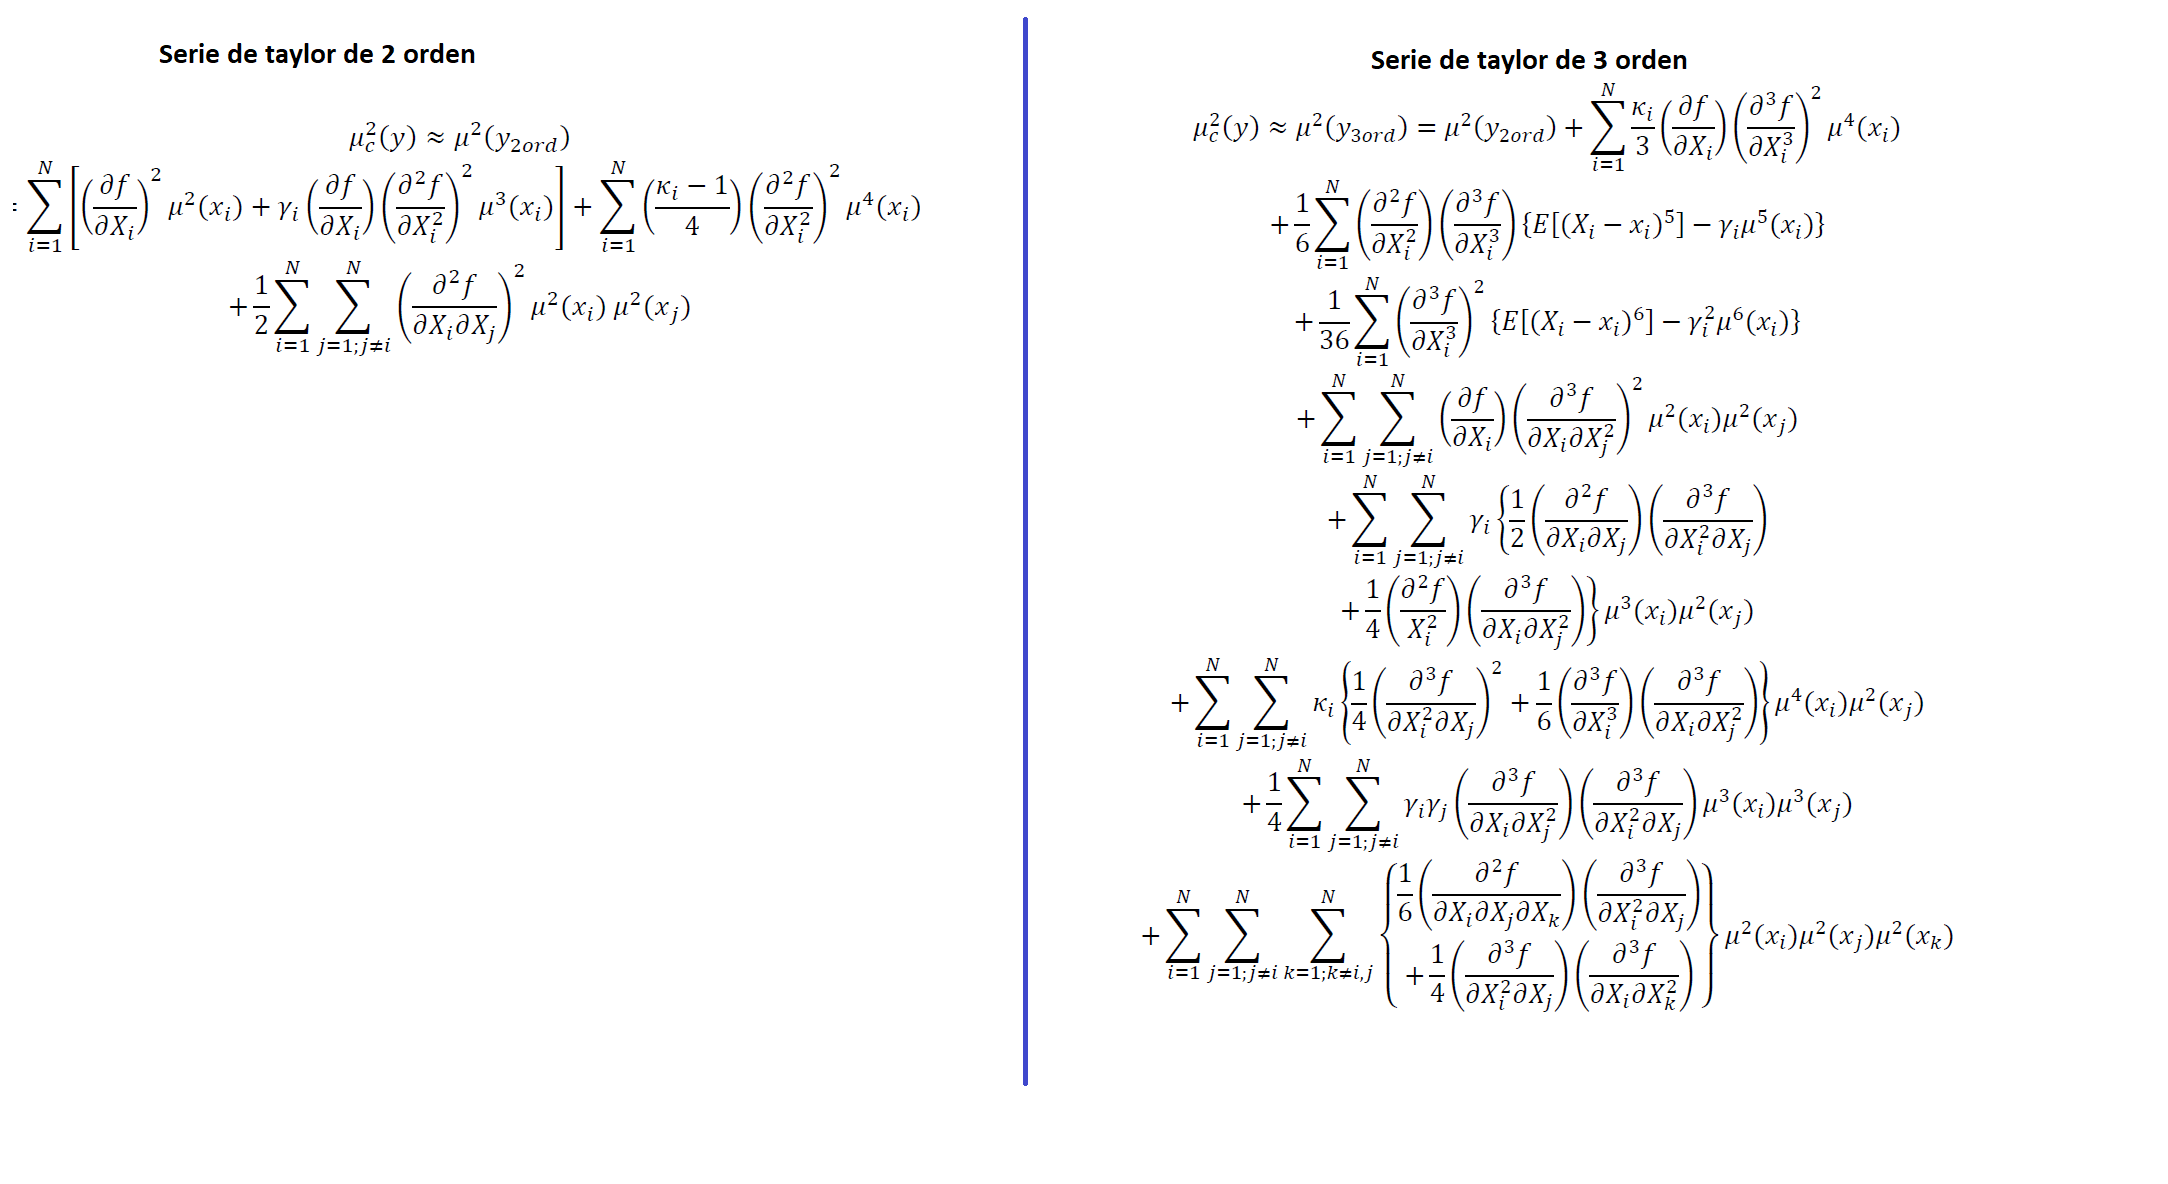 Serie de taylor de 2 orden
$\mu_c^2(y) \approx \mu^2(y_{2ord})$
$= \sum_{i=1}^{N} \left[ \left( \frac{\partial f}{\partial X_i} \right)^2 \mu^2(x_i) + \gamma_i \left( \frac{\partial f}{\partial X_i} \right) \left( \frac{\partial^2 f}{\partial X_i^2} \right)^2 \mu^3(x_i) \right] + \sum_{i=1}^{N} \left( \frac{\kappa_i - 1}{4} \right) \left( \frac{\partial^2 f}{\partial X_i^2} \right)^2 \mu^4(x_i)$
$+ \frac{1}{2} \sum_{i=1}^{N} \sum_{j=1; j \neq i}^{N} \left( \frac{\partial^2 f}{\partial X_i \partial X_j} \right)^2 \mu^2(x_i) \, \mu^2(x_j)$
Serie de taylor de 3 orden
$\mu_c^2(y) \approx \mu^2(y_{3ord}) = \mu^2(y_{2ord}) + \sum_{i=1}^{N} \frac{\kappa_i}{3} \left( \frac{\partial f}{\partial X_i} \right) \left( \frac{\partial^3 f}{\partial X_i^3} \right)^2 \mu^4(x_i)$
$+ \frac{1}{6} \sum_{i=1}^{N} \left( \frac{\partial^2 f}{\partial X_i^2} \right) \left( \frac{\partial^3 f}{\partial X_i^3} \right) \{E[(X_i - x_i)^5] - \gamma_i \mu^5(x_i)\}$
$+ \frac{1}{36} \sum_{i=1}^{N} \left( \frac{\partial^3 f}{\partial X_i^3} \right)^2 \{E[(X_i - x_i)^6] - \gamma_i^2 \mu^6(x_i)\}$
$+ \sum_{i=1}^{N} \sum_{j=1; j \neq i}^{N} \left( \frac{\partial f}{\partial X_i} \right) \left( \frac{\partial^3 f}{\partial X_i \partial X_j^2} \right)^2 \mu^2(x_i) \mu^2(x_j)$
$+ \sum_{i=1}^{N} \sum_{j=1; j \neq i}^{N} \gamma_i \left\{ \frac{1}{2} \left( \frac{\partial^2 f}{\partial X_i \partial X_j} \right) \left( \frac{\partial^3 f}{\partial X_i^2 \partial X_j} \right) \right.$
$\left. + \frac{1}{4} \left( \frac{\partial^2 f}{X_i^2} \right) \left( \frac{\partial^3 f}{\partial X_i \partial X_j^2} \right) \right\} \mu^3(x_i) \mu^2(x_j)$
$+ \sum_{i=1}^{N} \sum_{j=1; j \neq i}^{N} \kappa_i \left\{ \frac{1}{4} \left( \frac{\partial^3 f}{\partial X_i^2 \partial X_j} \right)^2 + \frac{1}{6} \left( \frac{\partial^3 f}{\partial X_i^3} \right) \left( \frac{\partial^3 f}{\partial X_i \partial X_j^2} \right) \right\} \mu^4(x_i) \mu^2(x_j)$
$+ \frac{1}{4} \sum_{i=1}^{N} \sum_{j=1; j \neq i}^{N} \gamma_i \gamma_j \left( \frac{\partial^3 f}{\partial X_i \partial X_j^2} \right) \left( \frac{\partial^3 f}{\partial X_i^2 \partial X_j} \right) \mu^3(x_i) \mu^3(x_j)$
$+ \sum_{i=1}^{N} \sum_{j=1; j \neq i}^{N} \sum_{k=1; k \neq i,j}^{N} \left\{ \begin{matrix} \frac{1}{6} \left( \frac{\partial^2 f}{\partial X_i \partial X_j \partial X_k} \right) \left( \frac{\partial^3 f}{\partial X_i^2 \partial X_j} \right) \\ + \frac{1}{4} \left( \frac{\partial^3 f}{\partial X_i^2 \partial X_j} \right) \left( \frac{\partial^3 f}{\partial X_i \partial X_k^2} \right) \end{matrix} \right\} \mu^2(x_i) \mu^2(x_j) \mu^2(x_k)$